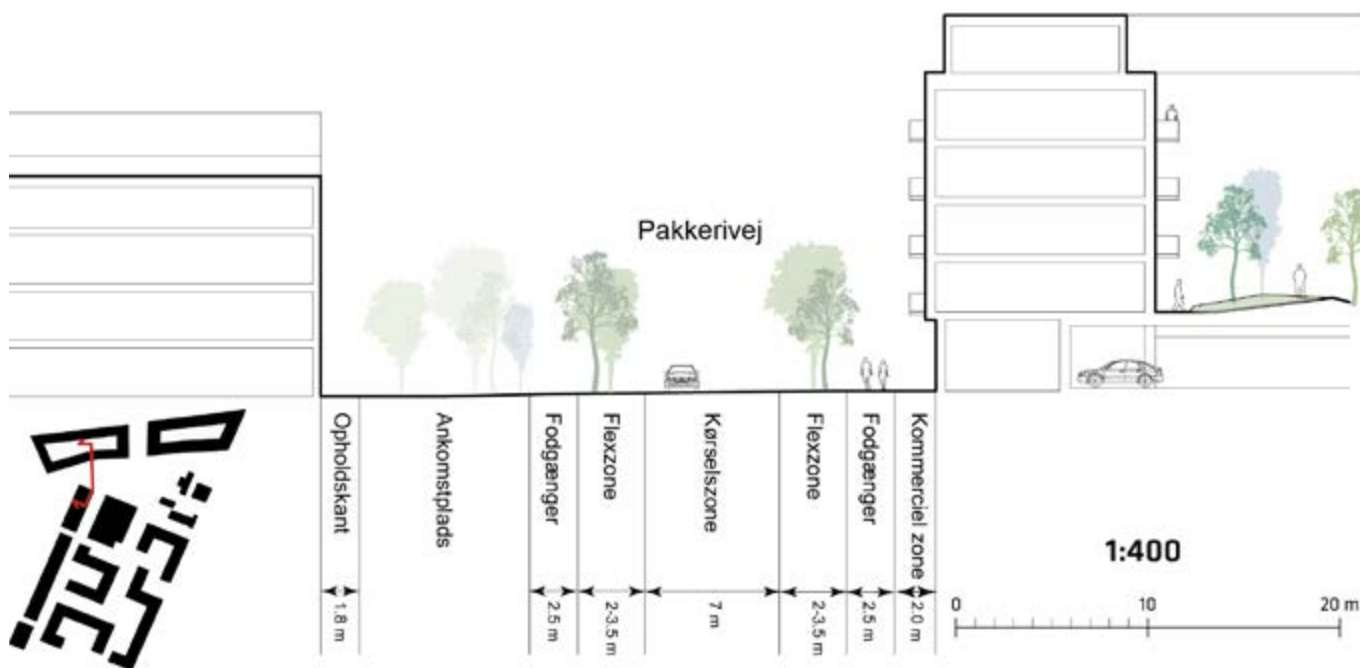 Pakkerivej
Opholdskant
Ankomstplads
Fodgænger
Flexzone
Kørselszone
Flexzone
Fodgænger
Kommerciel zone
1.8 m
2.5 m
2-3.5 m
7 m
2-3.5 m
2.5 m
2.0 m
1:400
0 10 20 m